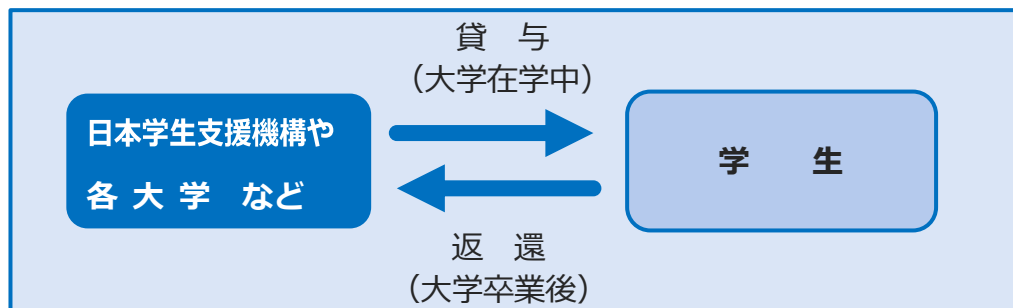 貸　与
（大学在学中）
日本学生支援機構や
各 大 学　など
学　　生
返　還
（大学卒業後）